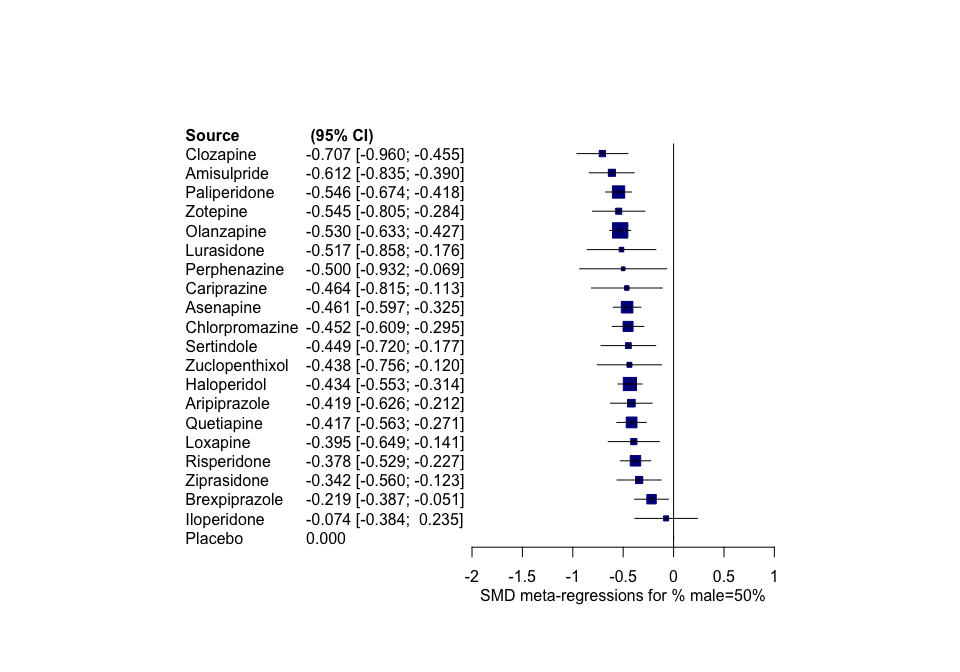 Source (95% CI)
Clozapine -0.707 [-0.960; -0.455]
Amisulpride -0.612 [-0.835; -0.390]
Paliperidone -0.546 [-0.674; -0.418]
Zotepine -0.545 [-0.805; -0.284]
Olanzapine -0.530 [-0.633; -0.427]
Lurasidone -0.517 [-0.858; -0.176]
Perphenazine -0.500 [-0.932; -0.069]
Cariprazine -0.464 [-0.815; -0.113]
Asenapine -0.461 [-0.597; -0.325]
Chlorpromazine -0.452 [-0.609; -0.295]
Sertindole -0.449 [-0.720; -0.177]
Zuclopenthixol -0.438 [-0.756; -0.120]
Haloperidol -0.434 [-0.553; -0.314]
Aripiprazole -0.419 [-0.626; -0.212]
Quetiapine -0.417 [-0.563; -0.271]
Loxapine -0.395 [-0.649; -0.141]
Risperidone -0.378 [-0.529; -0.227]
Ziprasidone -0.342 [-0.560; -0.123]
Brexpiprazole -0.219 [-0.387; -0.051]
Iloperidone -0.074 [-0.384; 0.235]
Placebo 0.000
-2 -1.5 -1 -0.5 0 0.5 1
SMD meta-regressions for % male=50%